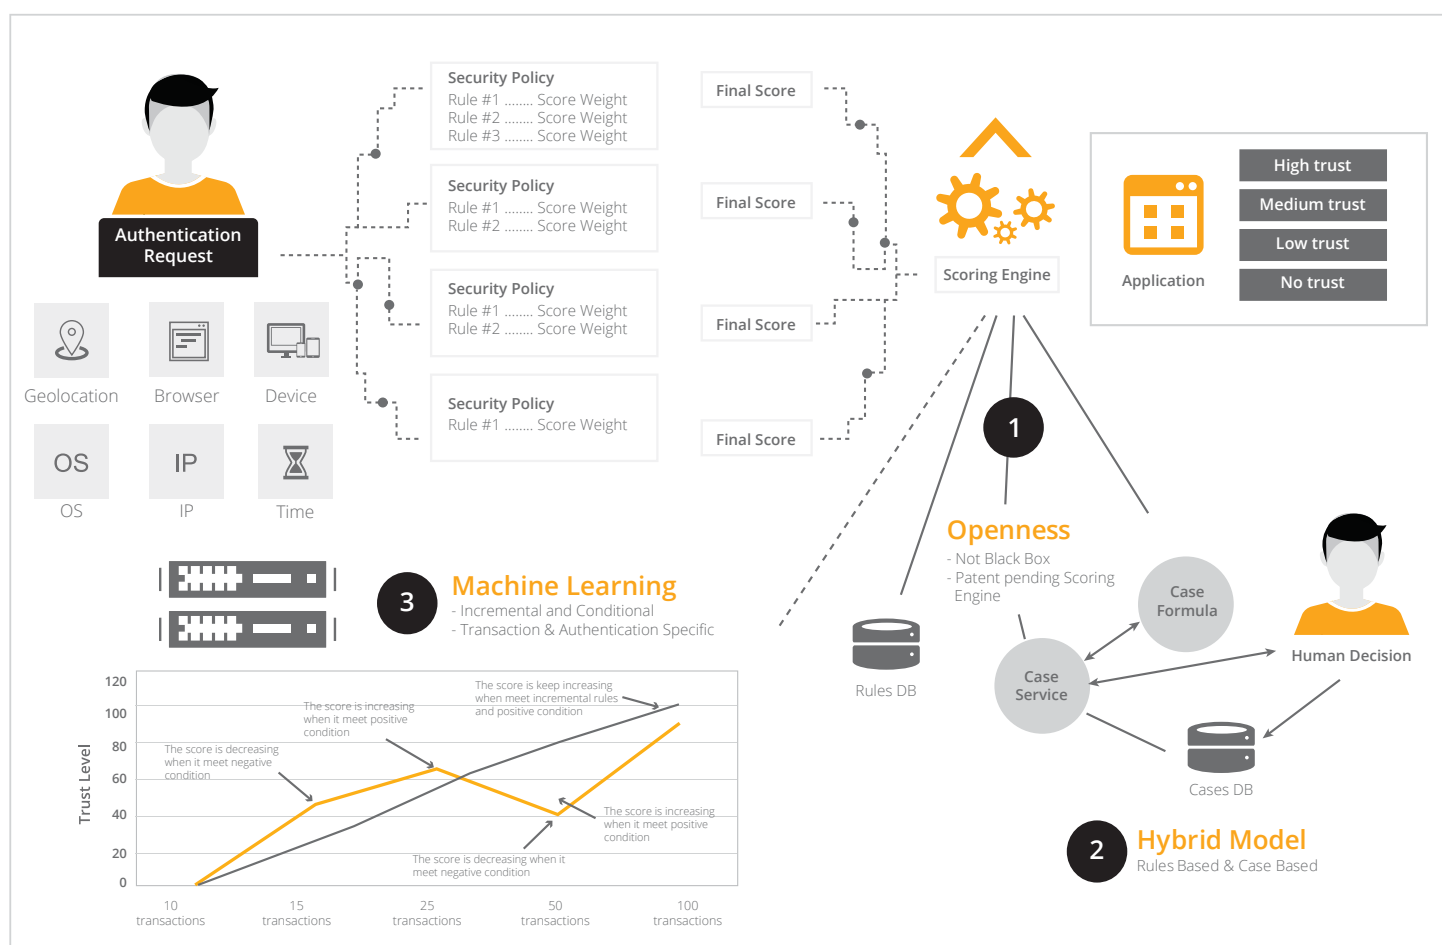 Authentication
Request
Geolocation
Browser
Device
OS
IP
OS
IP
Time
Security Policy
Rule #1 ........ Score Weight
Rule #2 ........ Score Weight
Rule #3 ........ Score Weight
Security Policy
Rule #1 ........ Score Weight
Rule #2 ........ Score Weight
Security Policy
Rule #1 ........ Score Weight
Rule #2 ........ Score Weight
Security Policy
Rule #1 ........ Score Weight
Final Score
Final Score
Final Score
Final Score
Scoring Engine
Application
High trust
Medium trust
Low trust
No trust
1
Openness
- Not Black Box
- Patent pending Scoring
Engine
Rules DB
Case
Formula
Case
Service
Human Decision
Cases DB
2
Hybrid Model
Rules Based & Case Based
3
Machine Learning
- Incremental and Conditional
- Transaction & Authentication Specific
Trust Level
120
100
80
60
40
20
0
The score is decreasing
when it meet negative
condition
The score is increasing
when it meet positive
condition
The score is keep increasing
when meet incremental rules
and positive condition
The score is increasing
when it meet positive
condition
The score is decreasing when it
meet negative condition
10
transactions
15
transactions
25
transactions
50
transactions
100
transactions